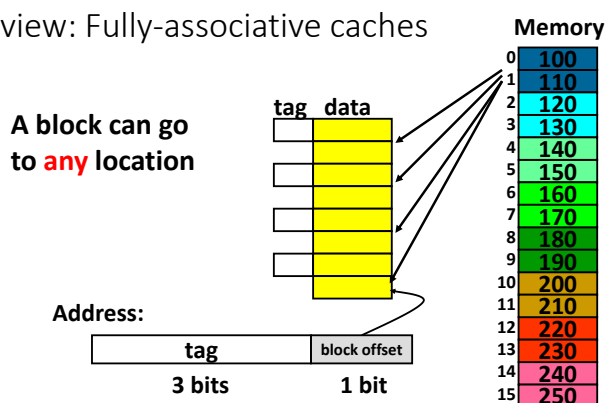 view: Fully-associative caches
Memory
A block can go
to any location
tag data
0 100
1 110
2 120
3 130
4 140
5 150
6 160
7 170
8 180
9 190
10 200
11 210
12 220
13 230
14 240
15 250
Address:
tag block offset
3 bits 1 bit